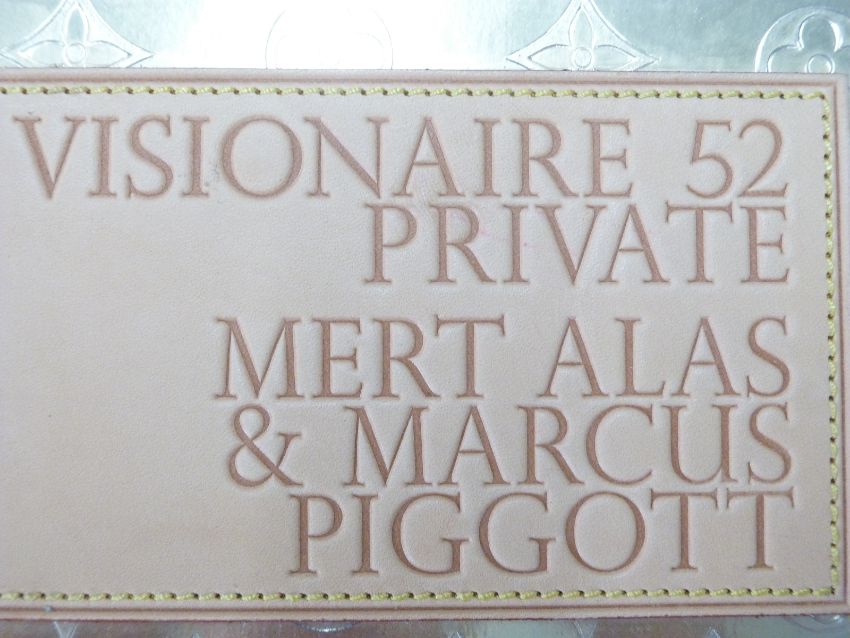 VISIONAIRE 52
PRIVATE
MERT ALAS
& MARCUS
PIGGOTT